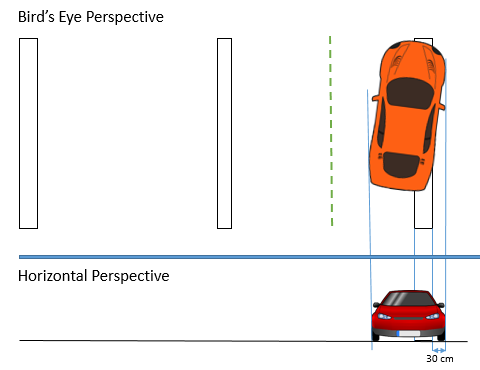 Bird's Eye Perspective
Horizontal Perspective
30 cm